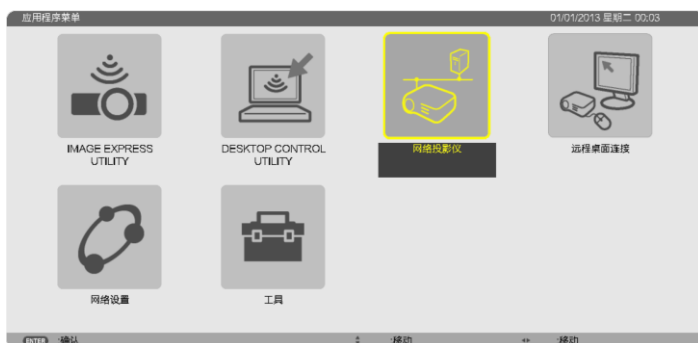 应用程序菜单 01/01/2013 星期二 00:03
IMAGE EXPRESS UTILITY
DESKTOP CONTROL UTILITY
网络投影仪
远程桌面连接
网络设置
工具
ENTER :确认 :移动 :移动